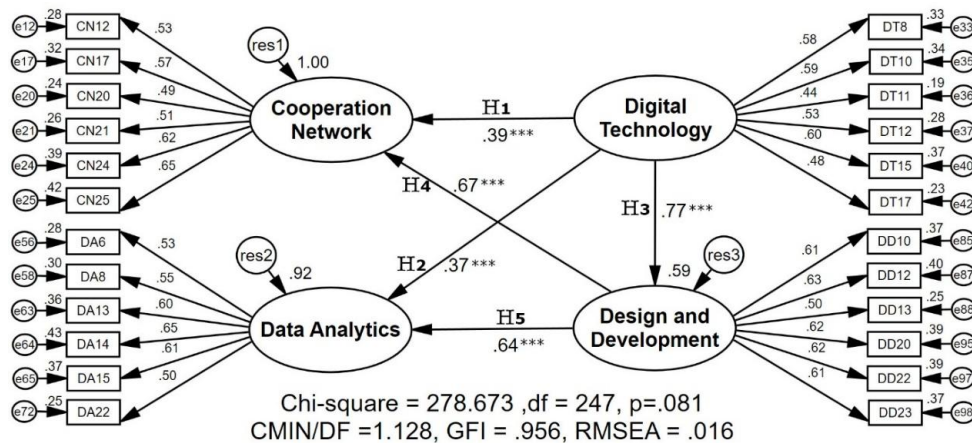 .28
e12
CN12
.53
.32
e17
CN17
.57
.24
e20
CN20
.49
.26
e21
CN21
.51
.39
e24
CN24
.62
.42
e25
CN25
.65
res1
1.00
Cooperation
Network
H1
.39***
Digital
Technology
.58
DT8
.33
e33
.59
DT10
.34
e35
.44
DT11
.19
e36
.53
DT12
.28
e37
.60
DT15
.37
e40
.48
DT17
.23
e42
H4
.67***
H3
.77***
H2
.37***
.28
e56
DA6
.53
.30
e58
DA8
.55
.36
e63
DA13
.60
.43
e64
DA14
.65
.37
e65
DA15
.61
.25
e72
DA22
.50
res2
.92
Data Analytics
H5
.64***
res3
.59
Design and
Development
.61
DD10
.37
e85
.63
DD12
.40
e87
.50
DD13
.25
e88
.62
DD20
.39
e95
.62
DD22
.39
e97
.61
DD23
.37
e98
Chi-square = 278.673 ,df = 247, p=.081
CMIN/DF =1.128, GFI = .956, RMSEA = .016